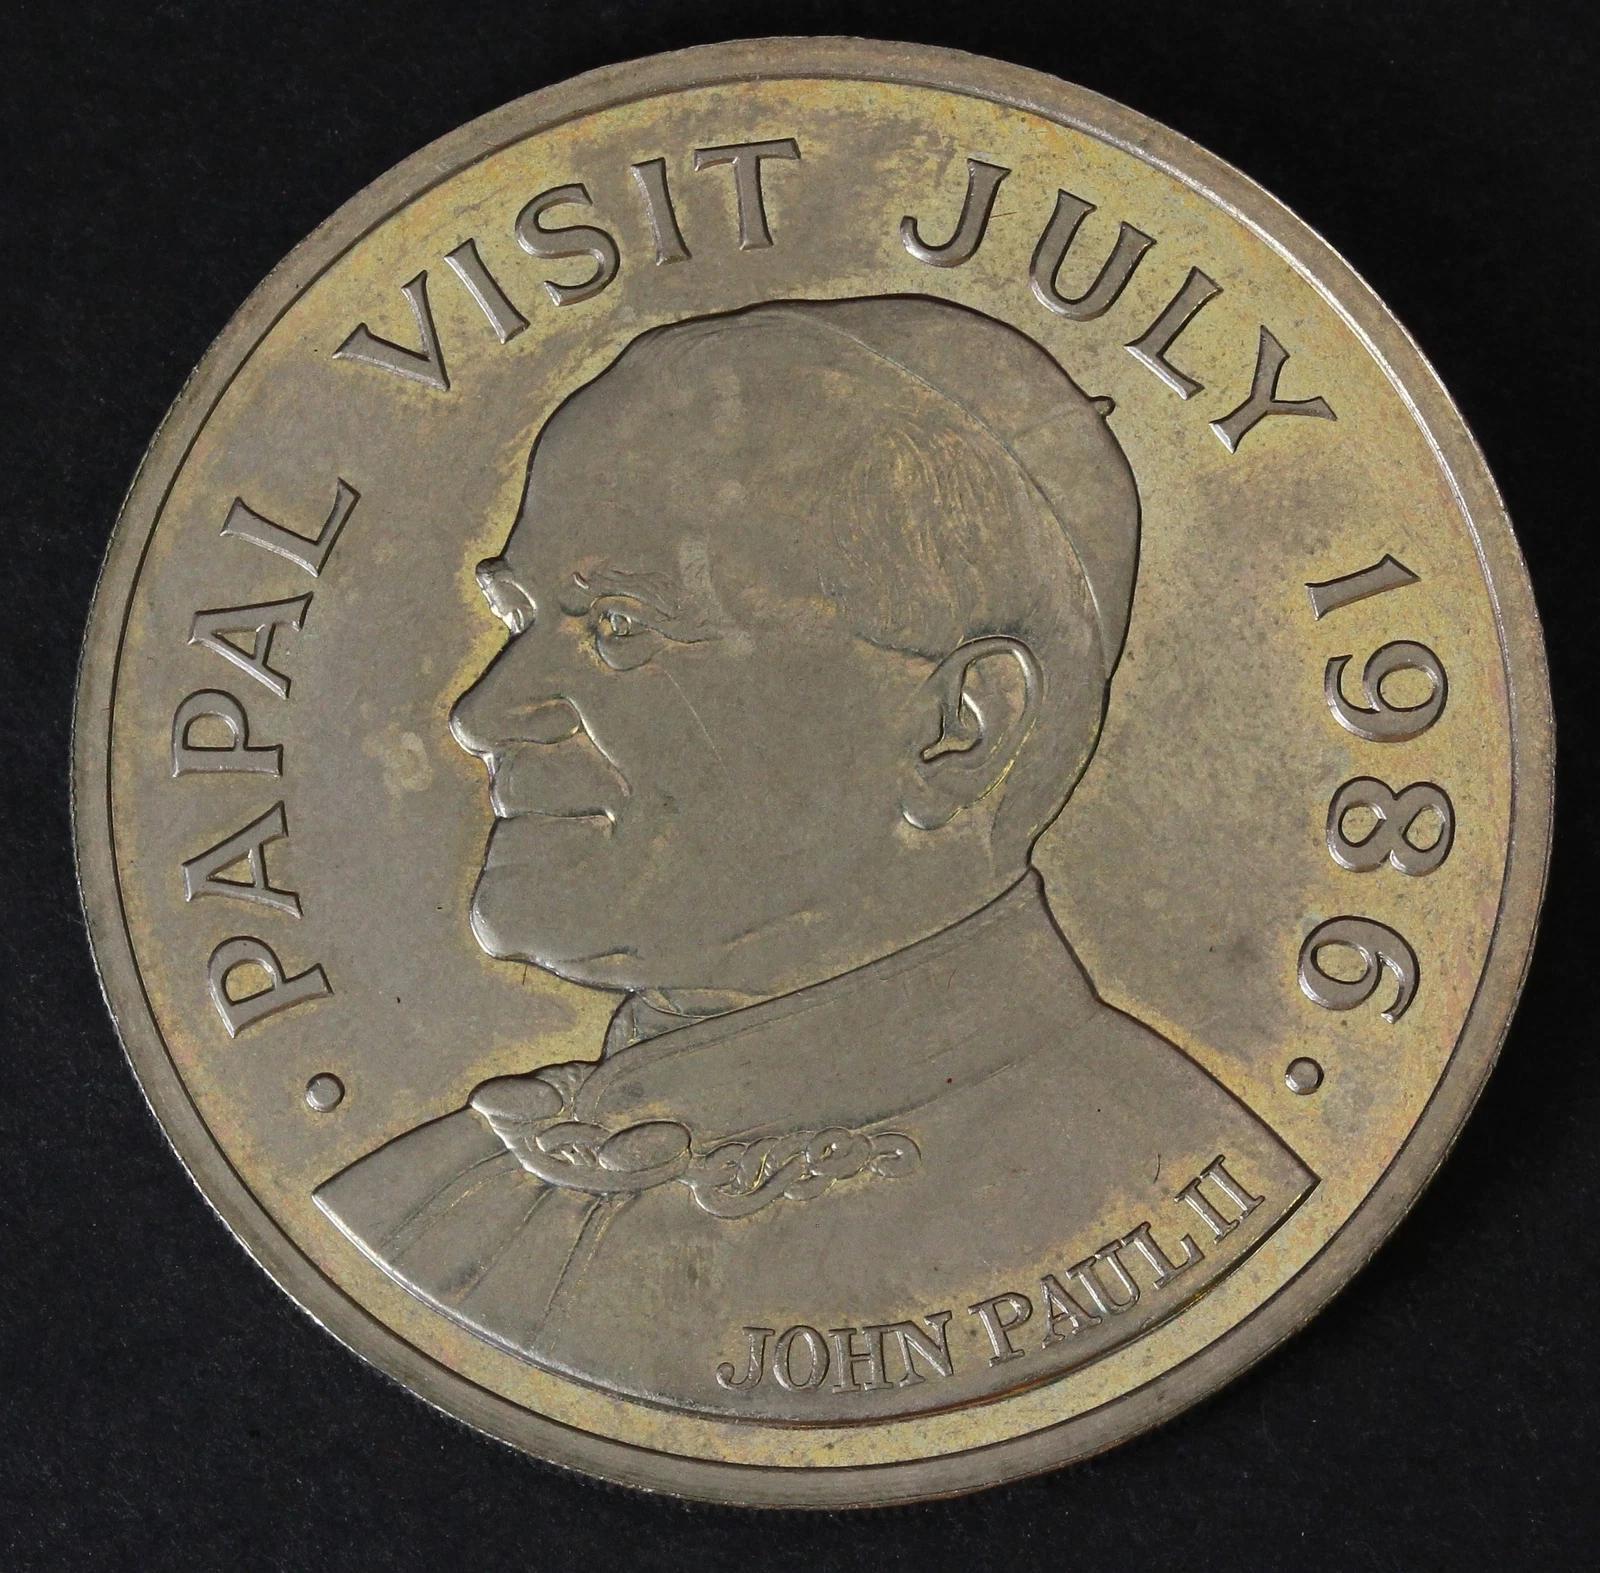 • PAPAL VISIT JULY 1986 •
JOHN PAUL II